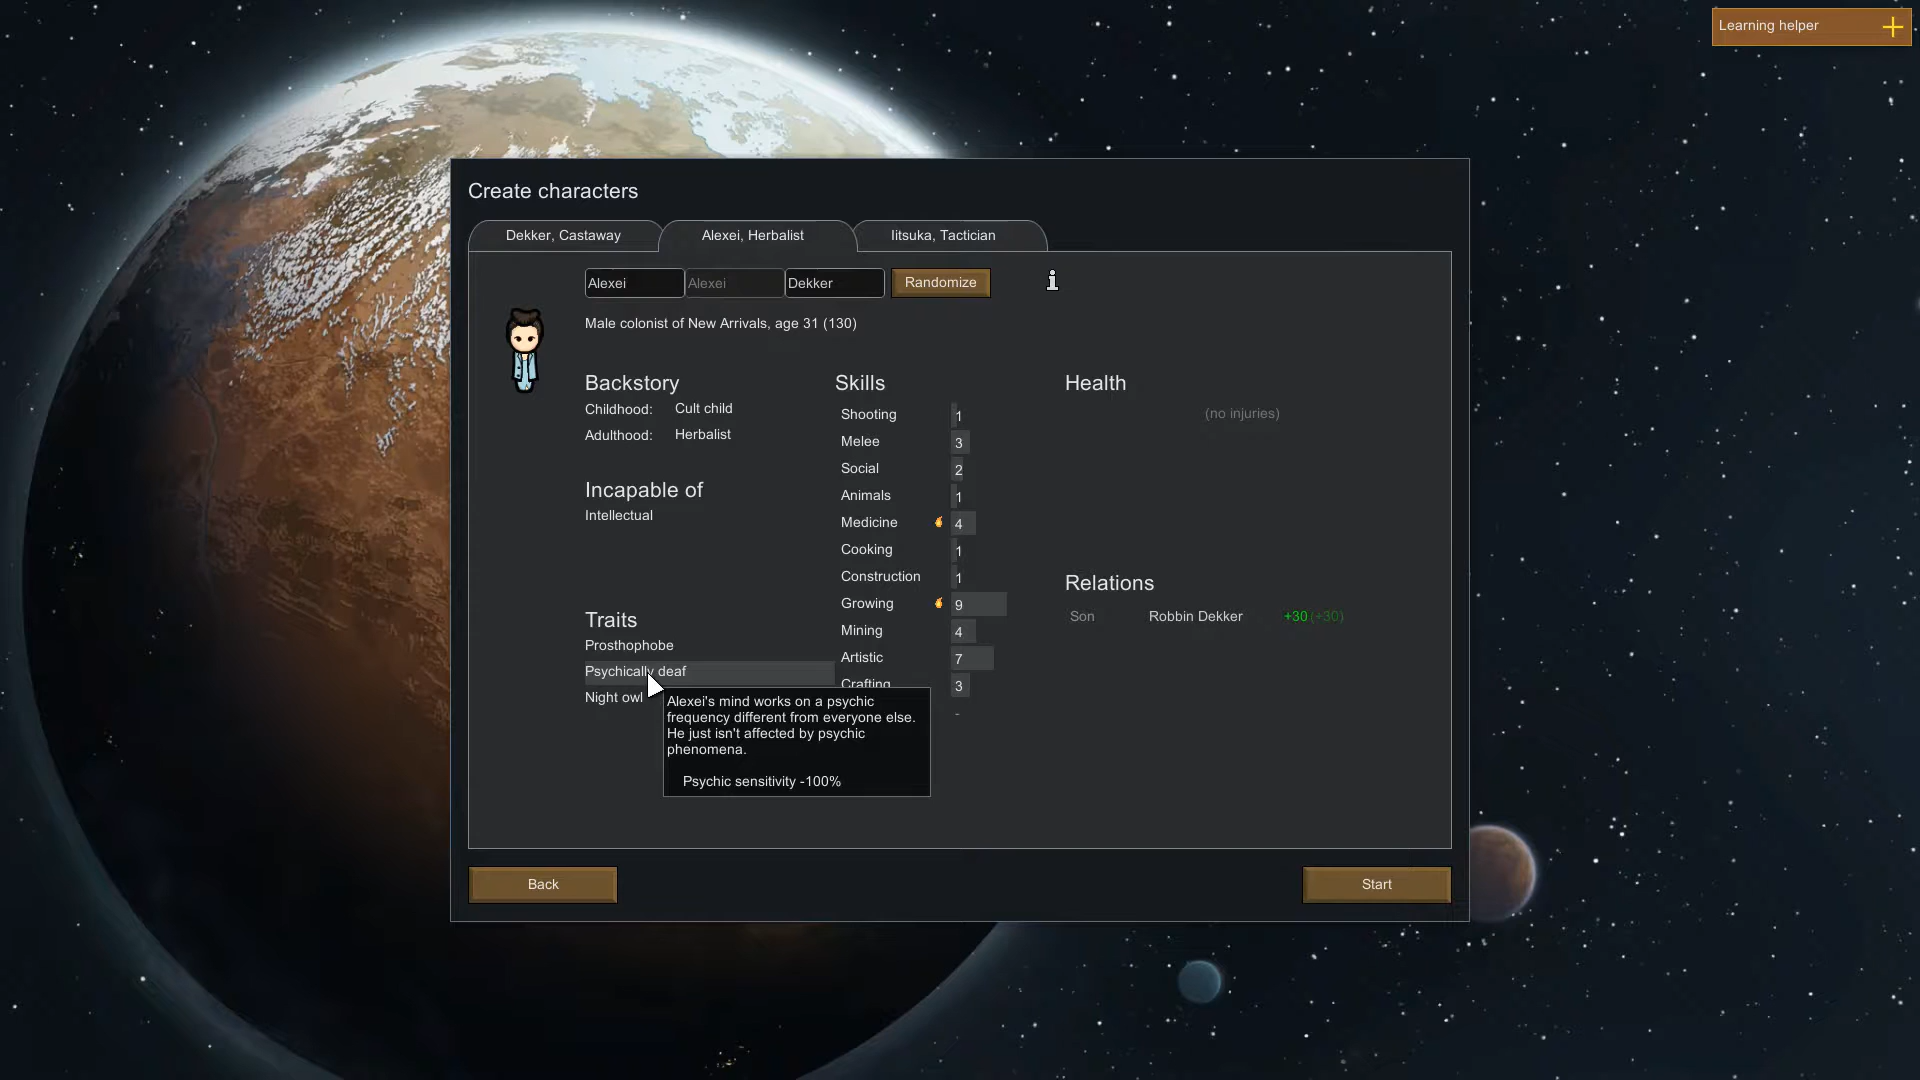 Learning helper
Create characters
Dekker, Castaway
Alexei, Herbalist
Iitsuka, Tactician
Alexei
Alexei
Dekker
Randomize
Male colonist of New Arrivals, age 31 (130)
Backstory
Childhood: Cult child
Adulthood: Herbalist
Incapable of
Intellectual
Traits
Prosthophobe
Psychically deaf
Night owl
Skills
Shooting 1
Melee 3
Social 2
Animals 1
Medicine 4
Cooking 1
Construction 1
Growing 9
Mining 4
Artistic 7
Crafting 3
-
Alexei's mind works on a psychic
frequency different from everyone else.
He just isn't affected by psychic
phenomena.
Psychic sensitivity -100%
Health
(no injuries)
Relations
Son Robbin Dekker +30 (+30)
Back
Start